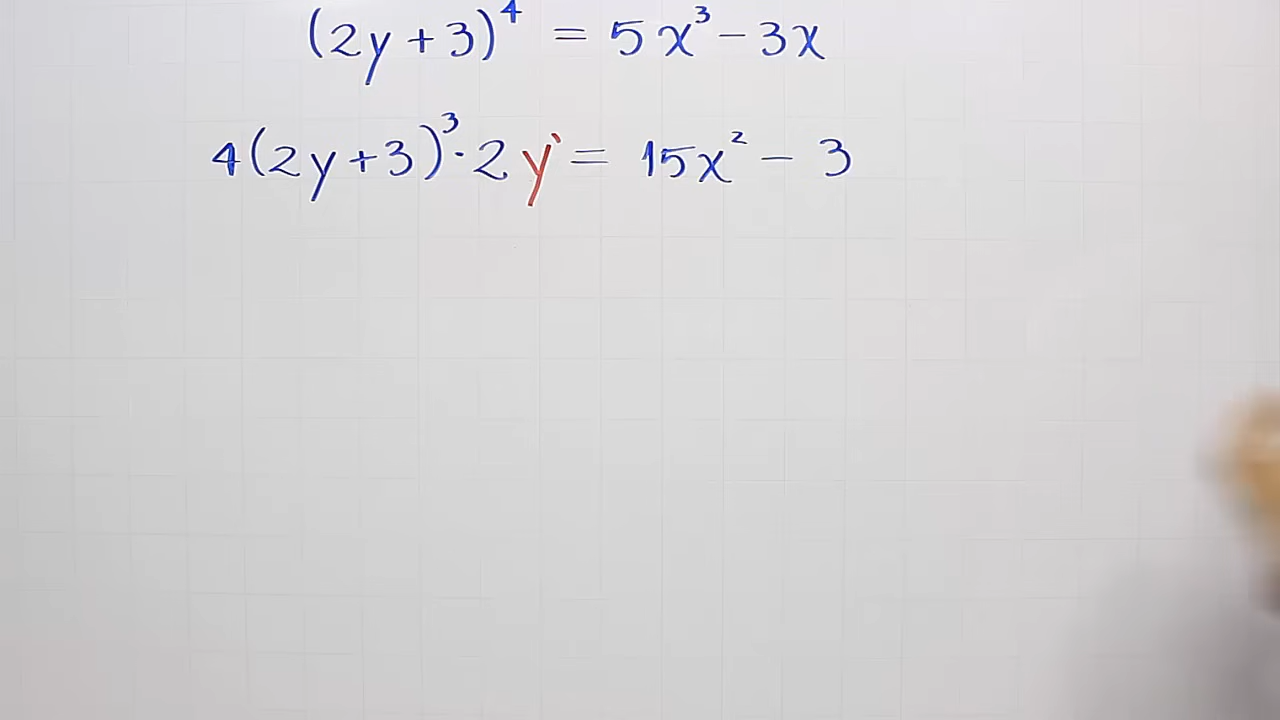 (2y+3)⁴ = 5x³-3x
4(2y+3)³·2y' = 15x² - 3